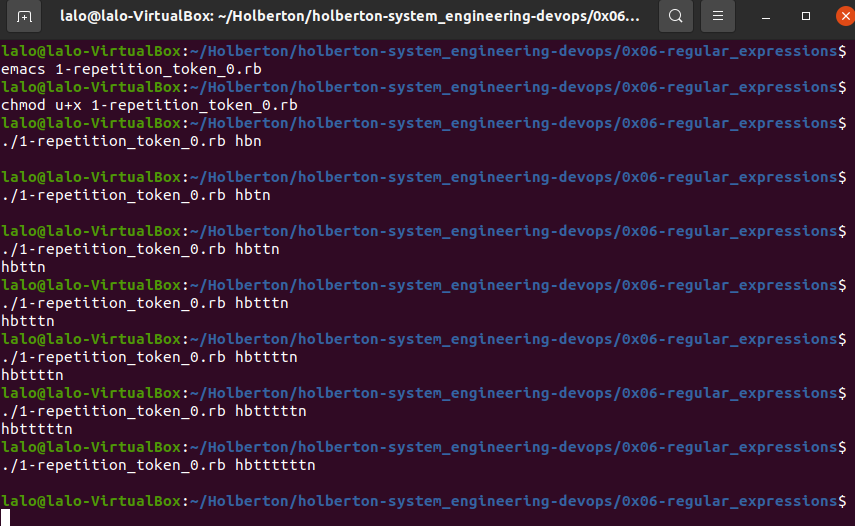 lalo@lalo-VirtualBox: ~/Holberton/holberton-system_engineering-devops/0x06...
lalo@lalo-VirtualBox:~/Holberton/holberton-system_engineering-devops/0x06-regular_expressions$
emacs 1-repetition_token_0.rb
lalo@lalo-VirtualBox:~/Holberton/holberton-system_engineering-devops/0x06-regular_expressions$
chmod u+x 1-repetition_token_0.rb
lalo@lalo-VirtualBox:~/Holberton/holberton-system_engineering-devops/0x06-regular_expressions$
./1-repetition_token_0.rb hbn
lalo@lalo-VirtualBox:~/Holberton/holberton-system_engineering-devops/0x06-regular_expressions$
./1-repetition_token_0.rb hbtn
lalo@lalo-VirtualBox:~/Holberton/holberton-system_engineering-devops/0x06-regular_expressions$
./1-repetition_token_0.rb hbttn
hbttn
lalo@lalo-VirtualBox:~/Holberton/holberton-system_engineering-devops/0x06-regular_expressions$
./1-repetition_token_0.rb hbtttn
hbtttn
lalo@lalo-VirtualBox:~/Holberton/holberton-system_engineering-devops/0x06-regular_expressions$
./1-repetition_token_0.rb hbttttn
hbttttn
lalo@lalo-VirtualBox:~/Holberton/holberton-system_engineering-devops/0x06-regular_expressions$
./1-repetition_token_0.rb hbtttttn
hbtttttn
lalo@lalo-VirtualBox:~/Holberton/holberton-system_engineering-devops/0x06-regular_expressions$
./1-repetition_token_0.rb hbttttttn
lalo@lalo-VirtualBox:~/Holberton/holberton-system_engineering-devops/0x06-regular_expressions$